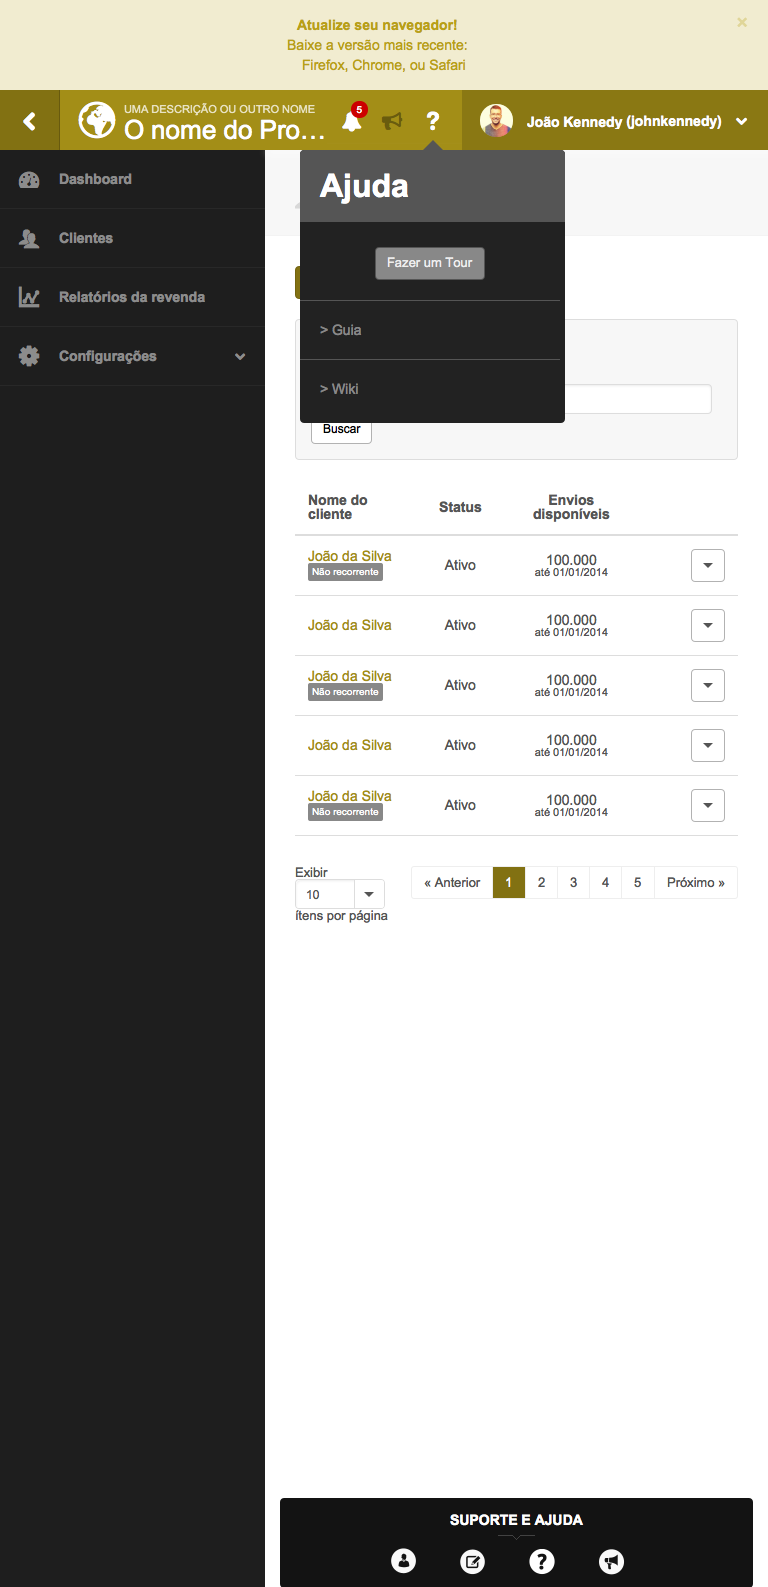 Atualize seu navegador!
×
Baixe a versão mais recente:
Firefox, Chrome, ou Safari
UMA DESCRIÇÃO OU OUTRO NOME
O nome do Pro...
5
?
João Kennedy (johnkennedy)
Dashboard
Clientes
Relatórios da revenda
Configurações
Ajuda
Fazer um Tour
> Guia
> Wiki
Buscar
Nome do cliente
Status
Envios disponíveis
João da Silva
Não recorrente
Ativo
100.000
até 01/01/2014
João da Silva
Ativo
100.000
até 01/01/2014
João da Silva
Não recorrente
Ativo
100.000
até 01/01/2014
João da Silva
Ativo
100.000
até 01/01/2014
João da Silva
Não recorrente
Ativo
100.000
até 01/01/2014
Exibir
10
ítens por página
« Anterior 1 2 3 4 5 Próximo »
SUPORTE E AJUDA
?